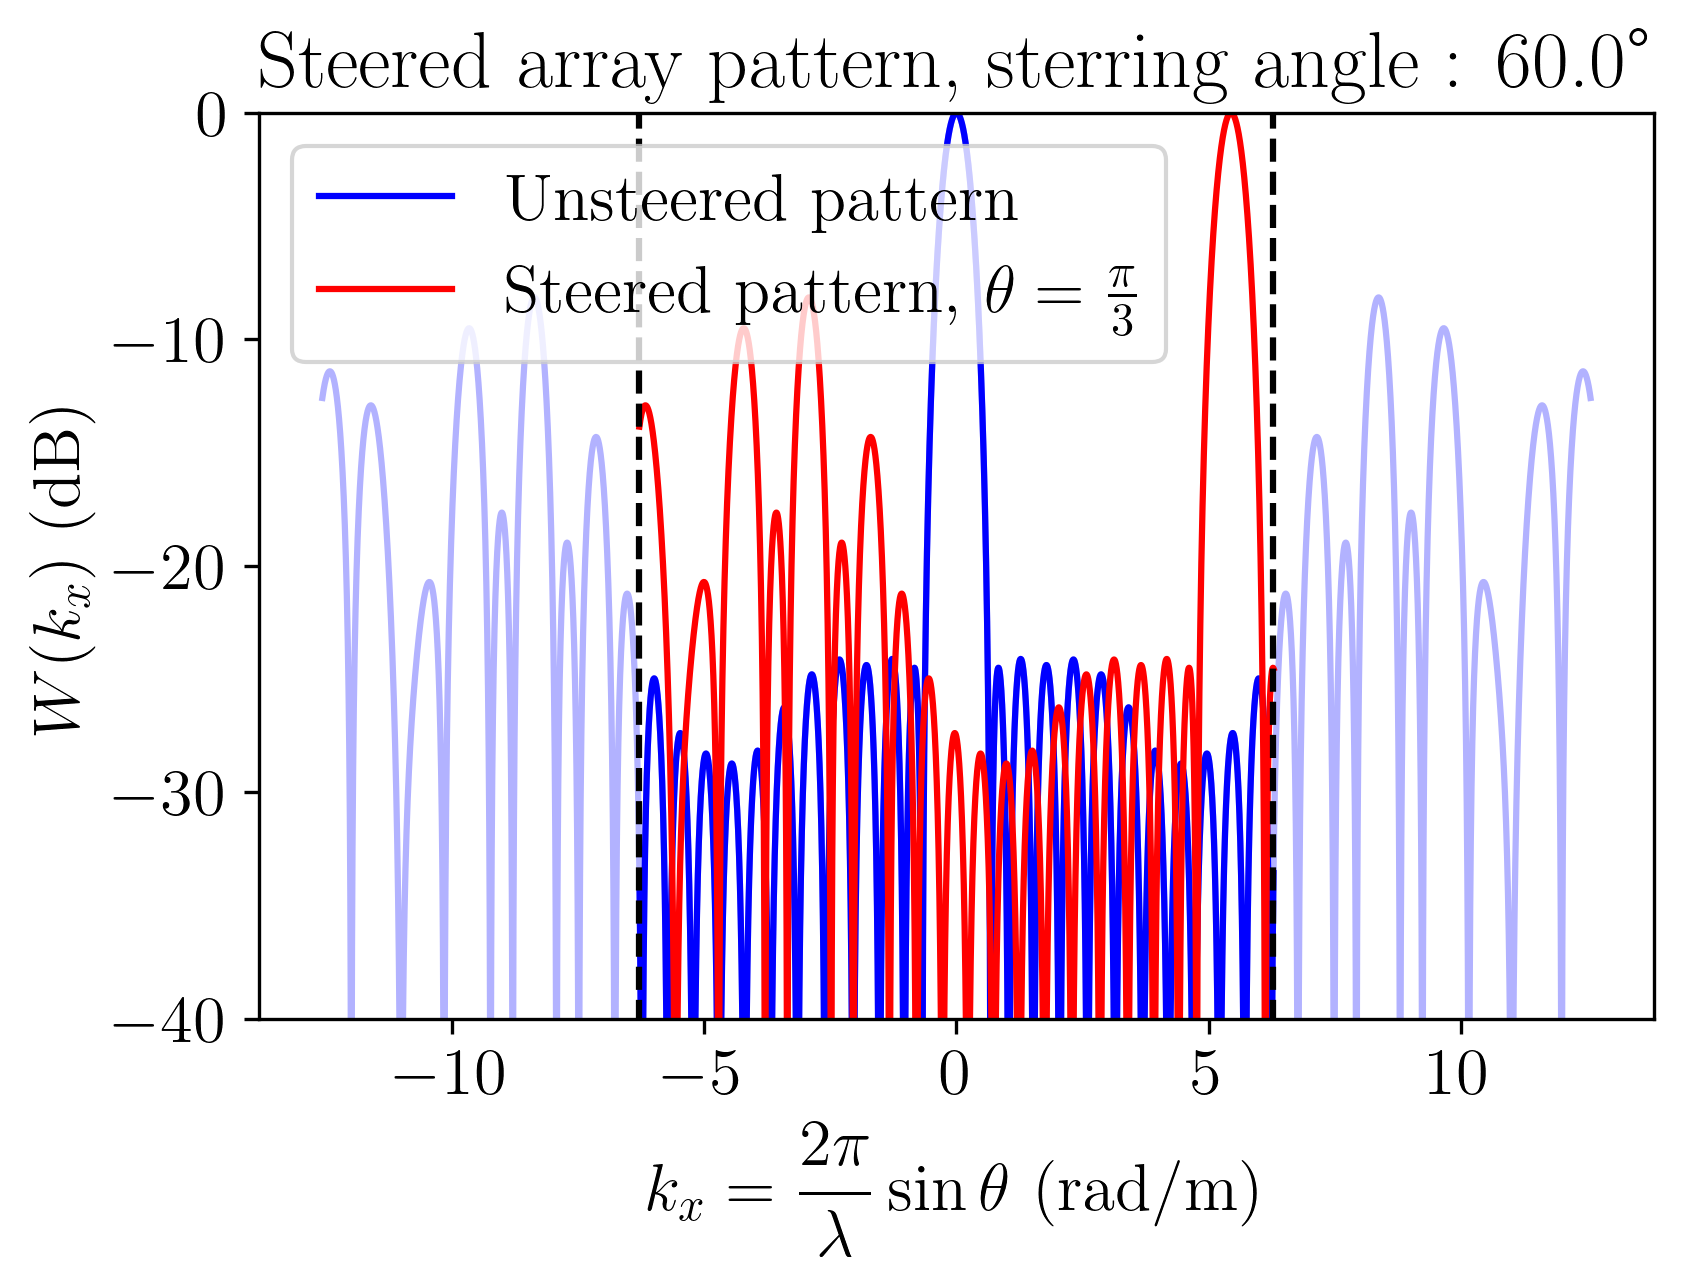 Steered array pattern, sterring angle : 60.0°
Unsteered pattern
Steered pattern, θ = π/3
W(kₓ) (dB)
0
−10
−20
−30
−40
−10 −5 0 5 10
kₓ = 2π/λ sin θ (rad/m)